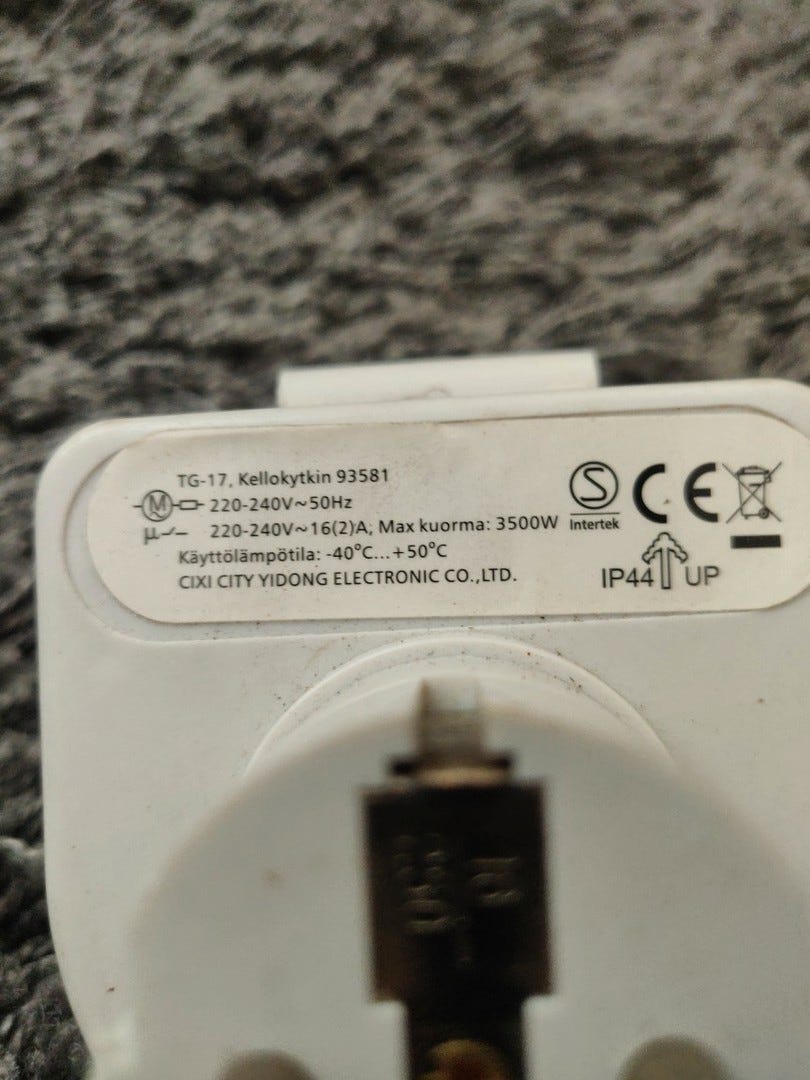 TG-17, Kellokytkin 93581
M 220-240V~50Hz
µ 220-240V~16(2)A; Max kuorma: 3500W
Käyttölämpötila: -40°C...+50°C
CIXI CITY YIDONG ELECTRONIC CO.,LTD.
S
Intertek
CE
IP44 UP